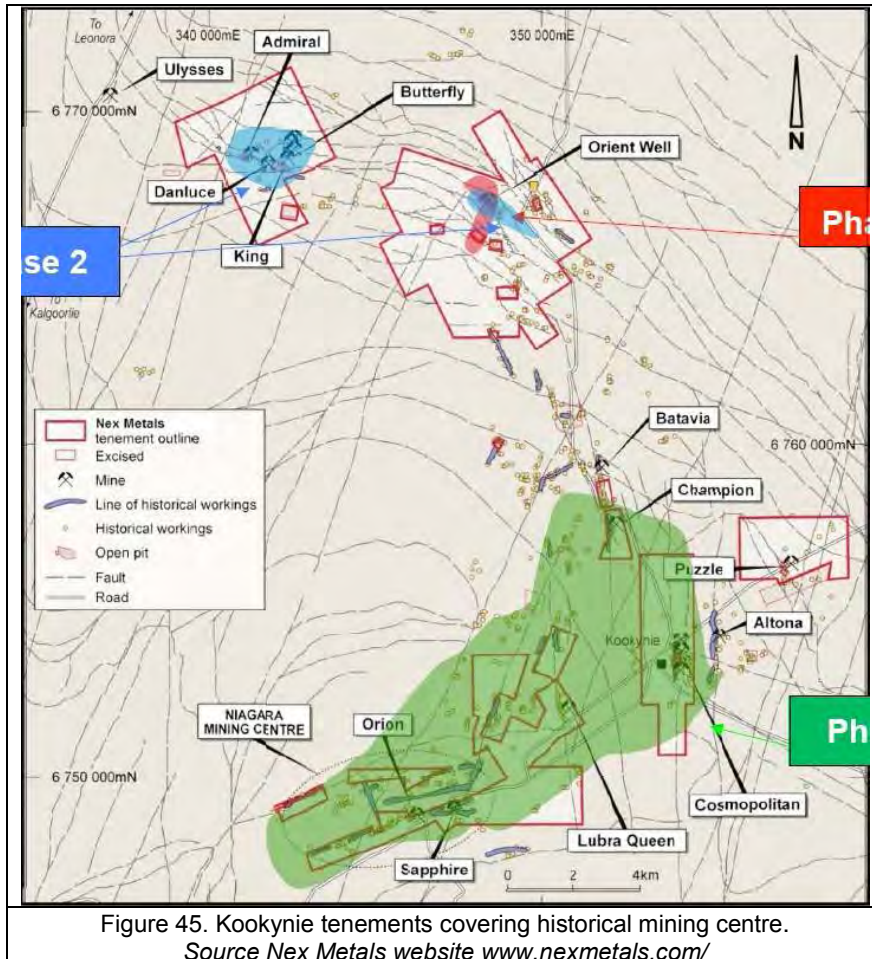 To
Leonora
340 000mE
Admiral
350 000mE
Ulysses
Butterfly
6 770 000mN
N
Orient Well
Danluce
Pha
se 2
King
To
Kalgoorlie
Nex Metals
tenement outline
Excised
Mine
Line of historical workings
Historical workings
Open pit
Fault
Road
Batavia
6 760 000mN
Champion
Puzzle
Altona
Kookynie
NIAGARA
MINING CENTRE
Orion
Ph
6 750 000mN
Cosmopolitan
Lubra Queen
Sapphire
0 2 4km
Figure 45. Kookynie tenements covering historical mining centre.
Source Nex Metals website www.nexmetals.com/